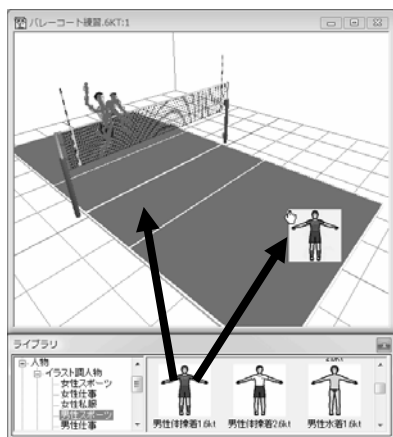 バレーコート練習.6KT:1
ライブラリ
人物
イラスト調人物
女性スポーツ
女性仕事
女性私服
男性スポーツ
男性仕事
男性体操着1.6kt
男性体操着2.6kt
男性水着1.6kt